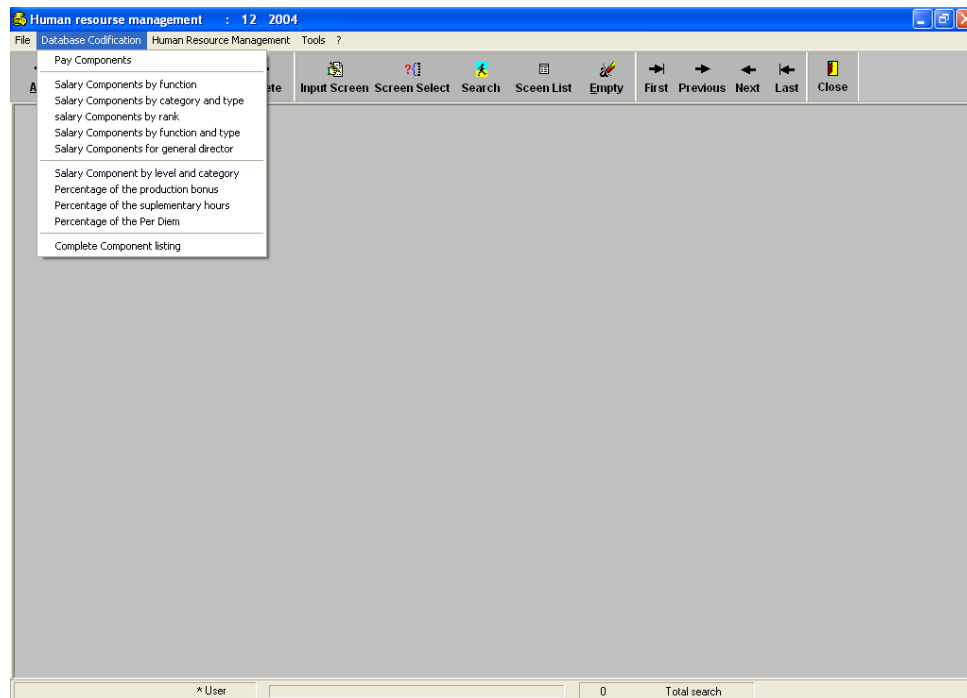 Human resourse management : 12 2004
File Database Codification Human Resource Management Tools ?
Pay Components
Salary Components by function
Salary Components by category and type
salary Components by rank
Salary Components by function and type
Salary Components for general director
Salary Component by level and category
Percentage of the production bonus
Percentage of the suplementary hours
Percentage of the Per Diem
Complete Component listing
Input Screen Screen Select Search Sceen List Empty First Previous Next Last Close
* User 0 Total search